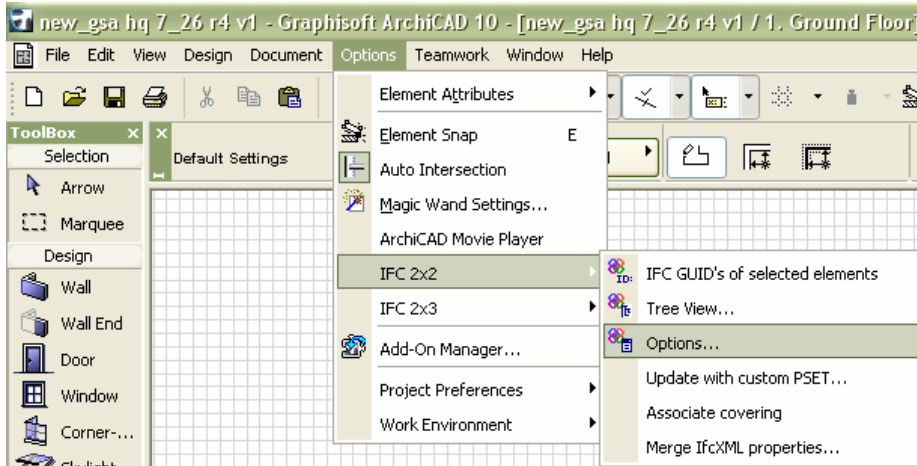 new_gsa hq 7_26 r4 v1 - Graphisoft ArchiCAD 10 - [new_gsa hq 7_26 r4 v1 / 1. Ground Floor]
File Edit View Design Document Options Teamwork Window Help
ToolBox
Selection
Arrow
Marquee
Design
Wall
Wall End
Door
Window
Corner-...
Default Settings
Element Attributes
Element Snap E
Auto Intersection
Magic Wand Settings...
ArchiCAD Movie Player
IFC 2x2
IFC 2x3
Add-On Manager...
Project Preferences
Work Environment
ID: IFC GUID's of selected elements
Tree View...
Options...
Update with custom PSET...
Associate covering
Merge IfcXML properties...